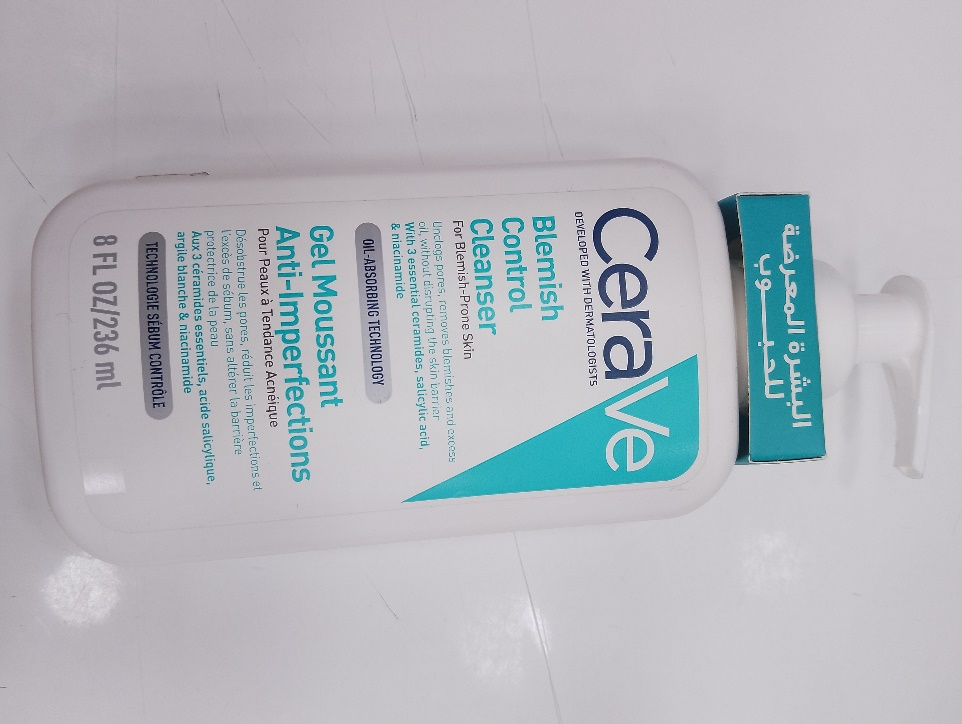 البشرة المعرضة
للحبــــوب
CeraVe
DEVELOPED WITH DERMATOLOGISTS
Blemish
Control
Cleanser
For Blemish-Prone Skin
Unclogs pores, removes blemishes and excess
oil, without disrupting the skin barrier
With 3 essential ceramides, salicylic acid,
& niacinamide
OIL-ABSORBING TECHNOLOGY
Gel Moussant
Anti-Imperfections
Pour Peaux à Tendance Acnéique
Désobstrue les pores, réduit les imperfections et
l'excès de sébum, sans altérer la barrière
protectrice de la peau
Aux 3 céramides essentiels, acide salicylique,
argile blanche & niacinamide
TECHNOLOGIE SÉBUM CONTRÔLE
8 FL OZ/236 ml